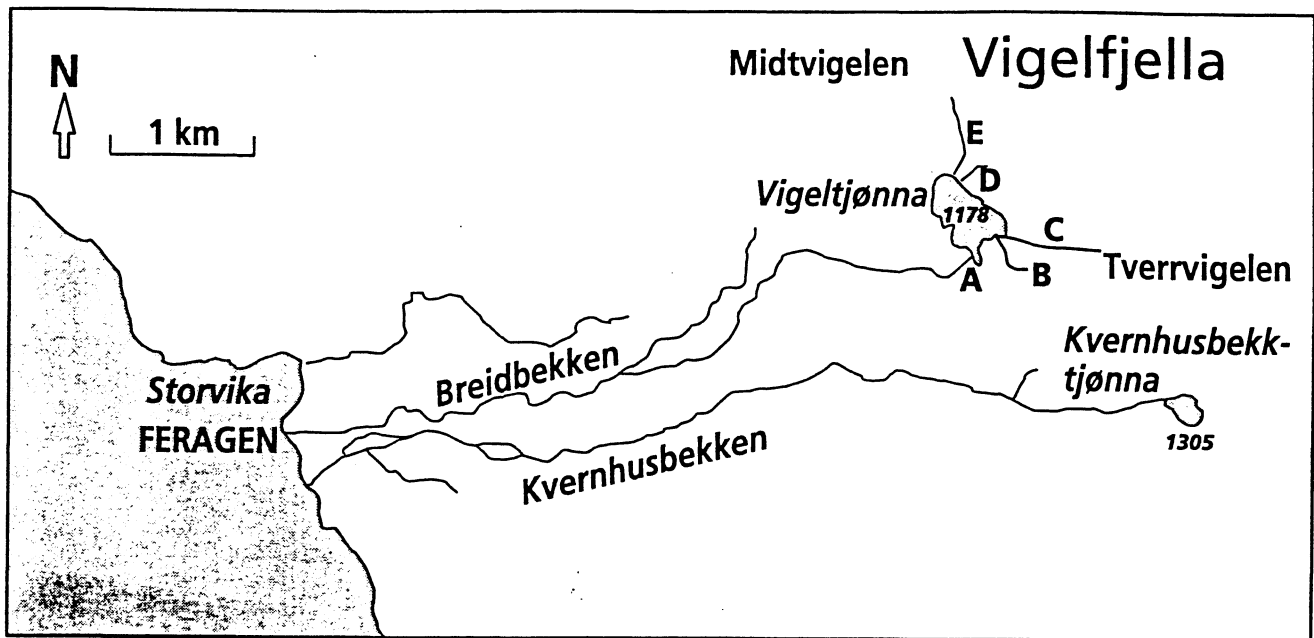 N
1 km
Midtvigelen
Vigelfjella
E
D
Vigeltjønna
1178
C
A
B
Tverrvigelen
Kvernhusbekk-
tjønna
1305
Breidbekken
Storvika
FERAGEN
Kvernhusbekken